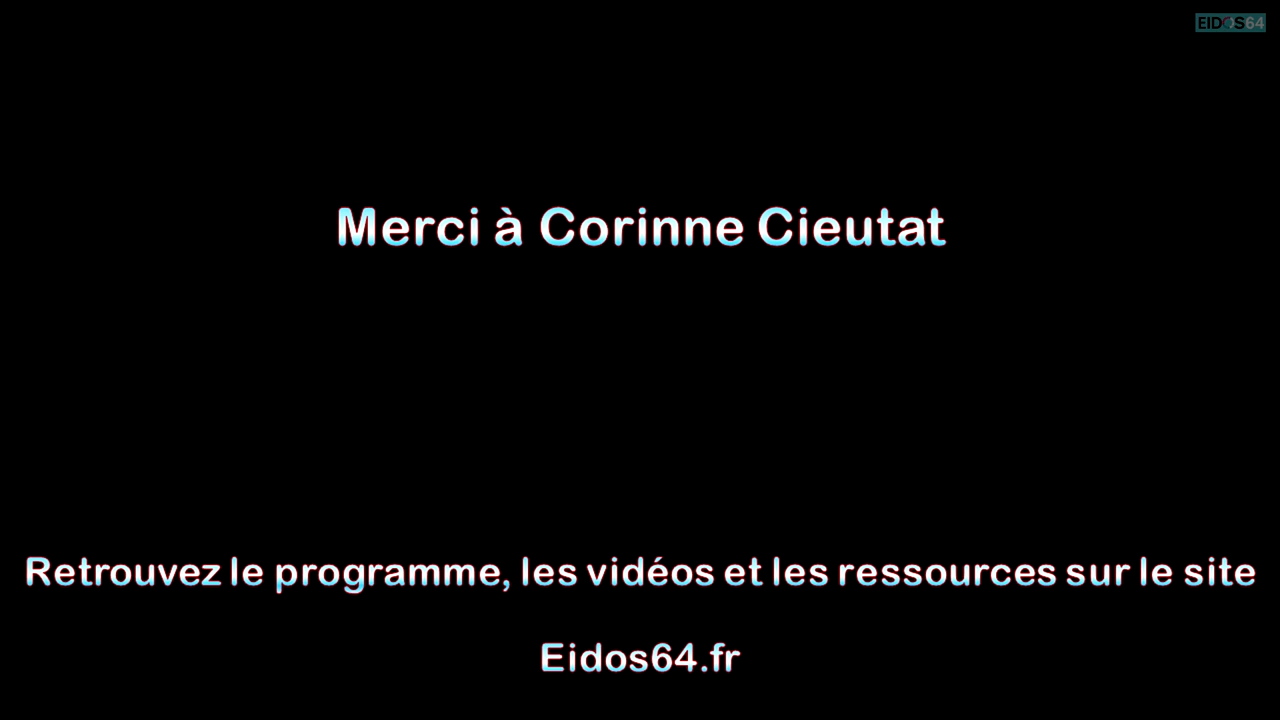 EIDOS64
Merci à Corinne Cieutat
Retrouvez le programme, les vidéos et les ressources sur le site
Eidos64.fr